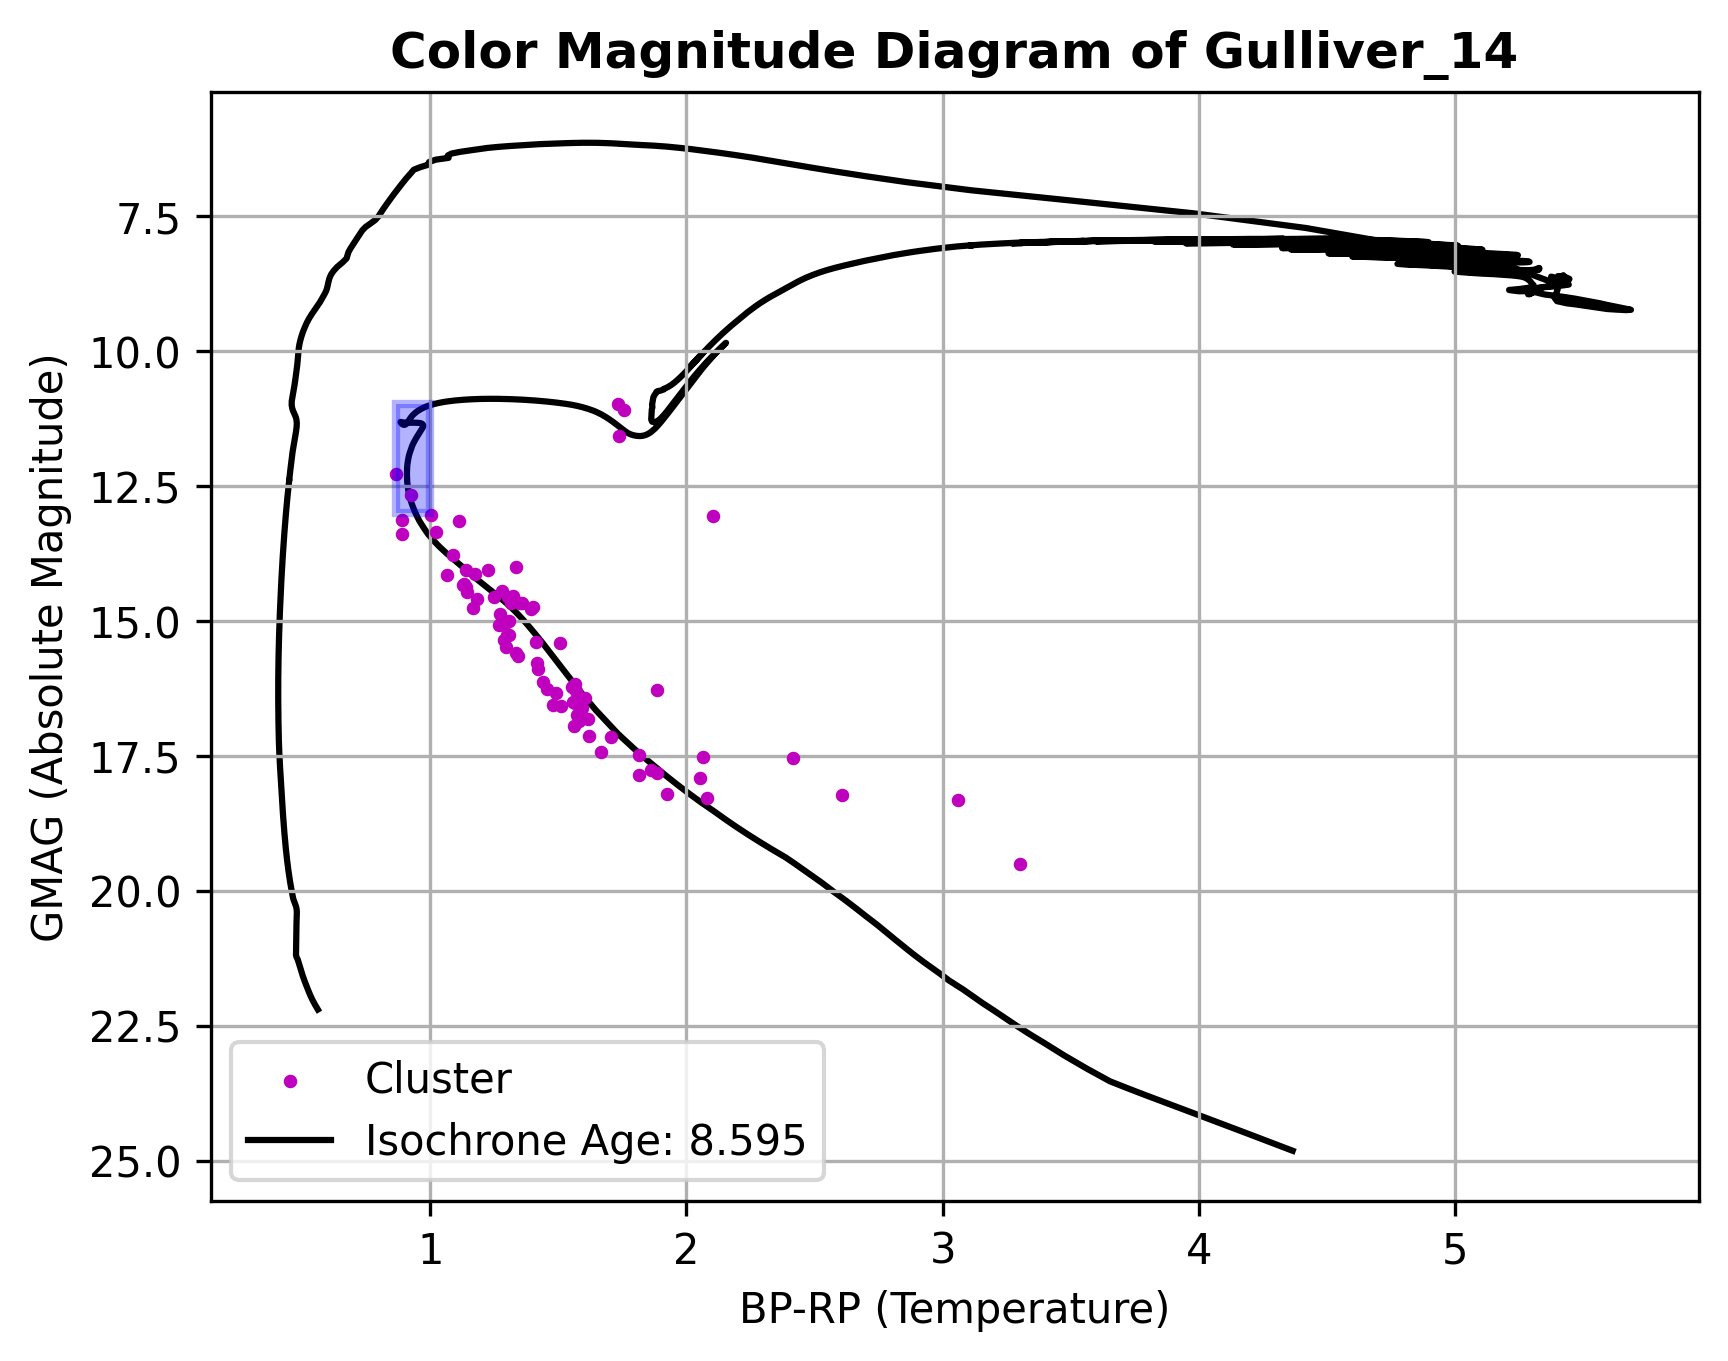 Color Magnitude Diagram of Gulliver_14
GMAG (Absolute Magnitude)
7.5
10.0
12.5
15.0
17.5
20.0
22.5
25.0
Cluster
Isochrone Age: 8.595
1
2
3
4
5
BP-RP (Temperature)